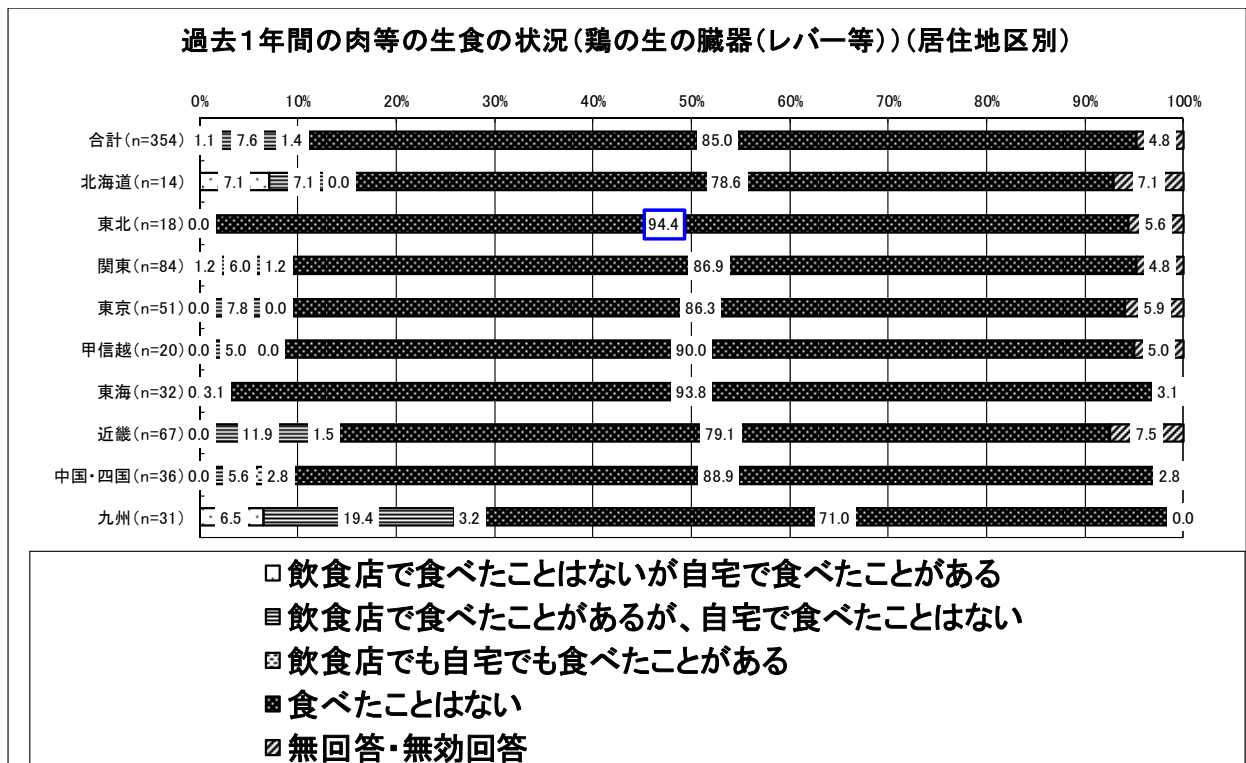 過去１年間の肉等の生食の状況（鶏の生の臓器（レバー等））（居住地区別）
0% 10% 20% 30% 40% 50% 60% 70% 80% 90% 100%
合計（n=354） 1.1 7.6 1.4 85.0 4.8
北海道（n=14） 7.1 7.1 0.0 78.6 7.1
東北（n=18） 0.0 94.4 5.6
関東（n=84） 1.2 6.0 1.2 86.9 4.8
東京（n=51） 0.0 7.8 0.0 86.3 5.9
甲信越（n=20） 0.0 5.0 0.0 90.0 5.0
東海（n=32） 0. 3.1 93.8 3.1
近畿（n=67） 0.0 11.9 1.5 79.1 7.5
中国・四国（n=36） 0.0 5.6 2.8 88.9 2.8
九州（n=31） 6.5 19.4 3.2 71.0 0.0
飲食店で食べたことはないが自宅で食べたことがある
飲食店で食べたことがあるが、自宅で食べたことはない
飲食店でも自宅でも食べたことがある
食べたことはない
無回答・無効回答